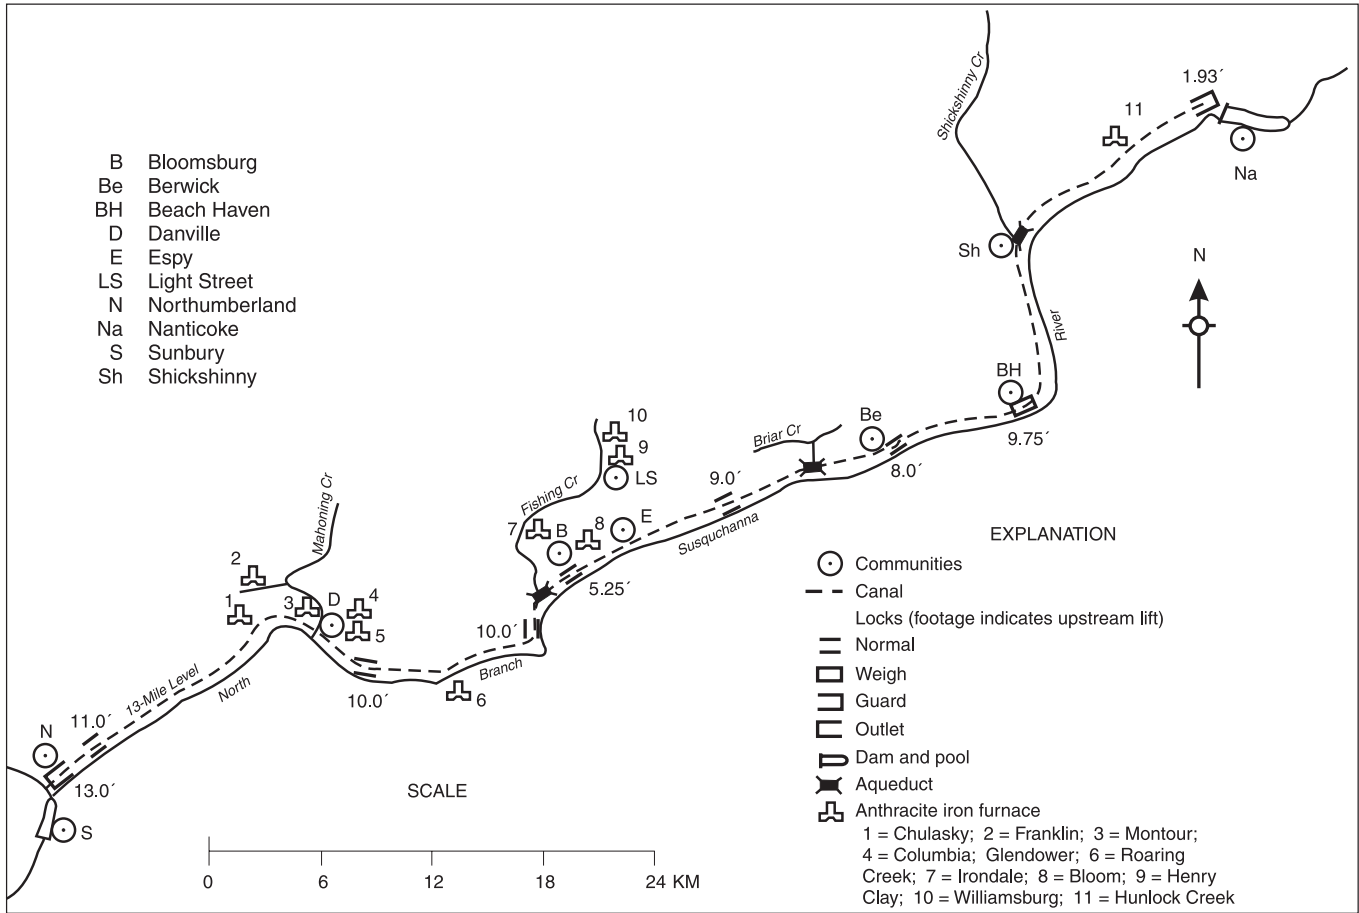 1.93´
11
Na
Shickshinny Cr
Sh
N
River
BH
9.75´
B Bloomsburg
Be Berwick
BH Beach Haven
D Danville
E Espy
LS Light Street
N Northumberland
Na Nanticoke
S Sunbury
Sh Shickshinny
Be
Briar Cr
8.0´
10
9
LS
Fishing Cr
9.0´
7
B
8
E
Susquchanna
5.25´
Mahoning Cr
2
1
3
D
4
5
10.0´
Branch
10.0´
6
13-Mile Level
North
11.0´
N
13.0´
S
SCALE
0 6 12 18 24 KM
EXPLANATION
Communities
Canal
Locks (footage indicates upstream lift)
Normal
Weigh
Guard
Outlet
Dam and pool
Aqueduct
Anthracite iron furnace
1 = Chulasky; 2 = Franklin; 3 = Montour;
4 = Columbia; Glendower; 6 = Roaring
Creek; 7 = Irondale; 8 = Bloom; 9 = Henry
Clay; 10 = Williamsburg; 11 = Hunlock Creek